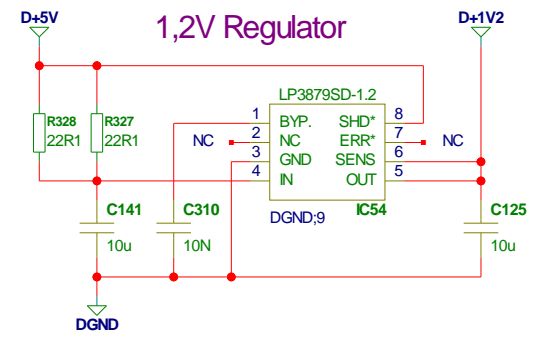 D+5V
1,2V Regulator
D+1V2
LP3879SD-1.2
R328
22R1
R327
22R1
1 BYP. SHD* 8
NC 2 NC ERR* 7 NC
3 GND SENS 6
4 IN OUT 5
DGND;9 IC54
C141
10u
C310
10N
C125
10u
DGND